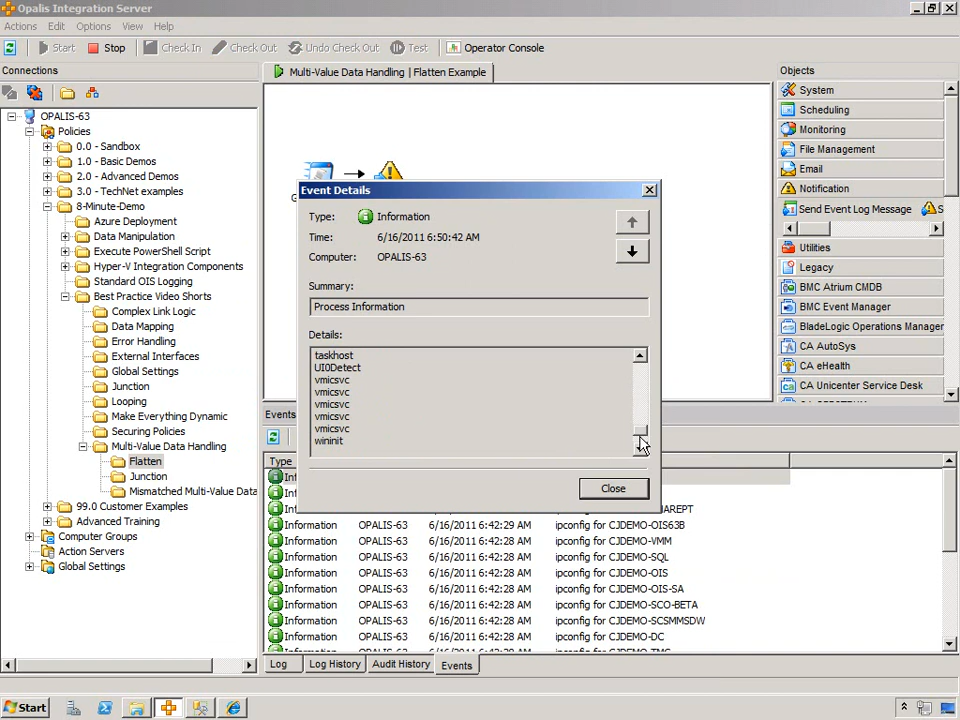 Opalis Integration Server
Actions Edit Options View Help
Start Stop Check In Check Out Undo Check Out Test Operator Console
Connections
OPALIS-63
Policies
0.0 - Sandbox
1.0 - Basic Demos
2.0 - Advanced Demos
3.0 - TechNet examples
8-Minute-Demo
Azure Deployment
Data Manipulation
Execute PowerShell Script
Hyper-V Integration Components
Standard OIS Logging
Best Practice Video Shorts
Complex Link Logic
Data Mapping
Error Handling
External Interfaces
Global Settings
Junction
Looping
Make Everything Dynamic
Securing Policies
Multi-Value Data Handling
Flatten
Junction
Mismatched Multi-Value Data
99.0 Customer Examples
Advanced Training
Computer Groups
Action Servers
Global Settings
Multi-Value Data Handling | Flatten Example
Event Details
Type: Information
Time: 6/16/2011 6:50:42 AM
Computer: OPALIS-63
Summary:
Process Information
Details:
taskhost
UI0Detect
vmicsvc
vmicsvc
vmicsvc
vmicsvc
vmicsvc
wininit
Close
Events
Type
Information OPALIS-63 6/16/2011 6:42:29 AM ipconfig for CJDEMO-OIS63B
Information OPALIS-63 6/16/2011 6:42:28 AM ipconfig for CJDEMO-VMM
Information OPALIS-63 6/16/2011 6:42:28 AM ipconfig for CJDEMO-SQL
Information OPALIS-63 6/16/2011 6:42:28 AM ipconfig for CJDEMO-OIS
Information OPALIS-63 6/16/2011 6:42:28 AM ipconfig for CJDEMO-OIS-SA
Information OPALIS-63 6/16/2011 6:42:28 AM ipconfig for CJDEMO-SCO-BETA
Information OPALIS-63 6/16/2011 6:42:28 AM ipconfig for CJDEMO-SCSMMSDW
Information OPALIS-63 6/16/2011 6:42:28 AM ipconfig for CJDEMO-DC
Information OPALIS-63 6/16/2011 6:42:28 AM ipconfig for CJDEMO-TMG
Log Log History Audit History Events
Objects
System
Scheduling
Monitoring
File Management
Email
Notification
Send Event Log Message S
Utilities
Legacy
BMC Atrium CMDB
BMC Event Manager
BladeLogic Operations Manager
CA AutoSys
CA eHealth
CA Unicenter Service Desk
Start